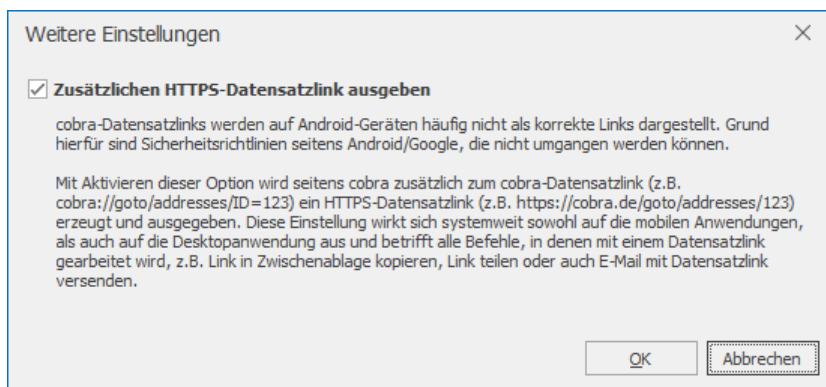 Weitere Einstellungen
Zusätzlichen HTTPS-Datensatzlink ausgeben
cobra-Datensatzlinks werden auf Android-Geräten häufig nicht als korrekte Links dargestellt. Grund
hierfür sind Sicherheitsrichtlinien seitens Android/Google, die nicht umgangen werden können.
Mit Aktivieren dieser Option wird seitens cobra zusätzlich zum cobra-Datensatzlink (z.B.
cobra://goto/addresses/ID=123) ein HTTPS-Datensatzlink (z.B. https://cobra.de/goto/addresses/123)
erzeugt und ausgegeben. Diese Einstellung wirkt sich systemweit sowohl auf die mobilen Anwendungen,
als auch auf die Desktopanwendung aus und betrifft alle Befehle, in denen mit einem Datensatzlink
gearbeitet wird, z.B. Link in Zwischenablage kopieren, Link teilen oder auch E-Mail mit Datensatzlink
versenden.
OK
Abbrechen